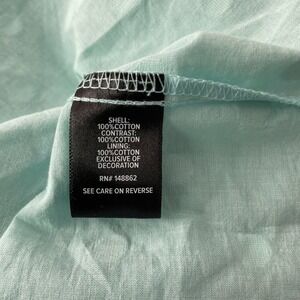 SHELL:
100%COTTON
CONTRAST:
100%COTTON
LINING:
100%COTTON
EXCLUSIVE OF
DECORATION
RN# 148862
SEE CARE ON REVERSE